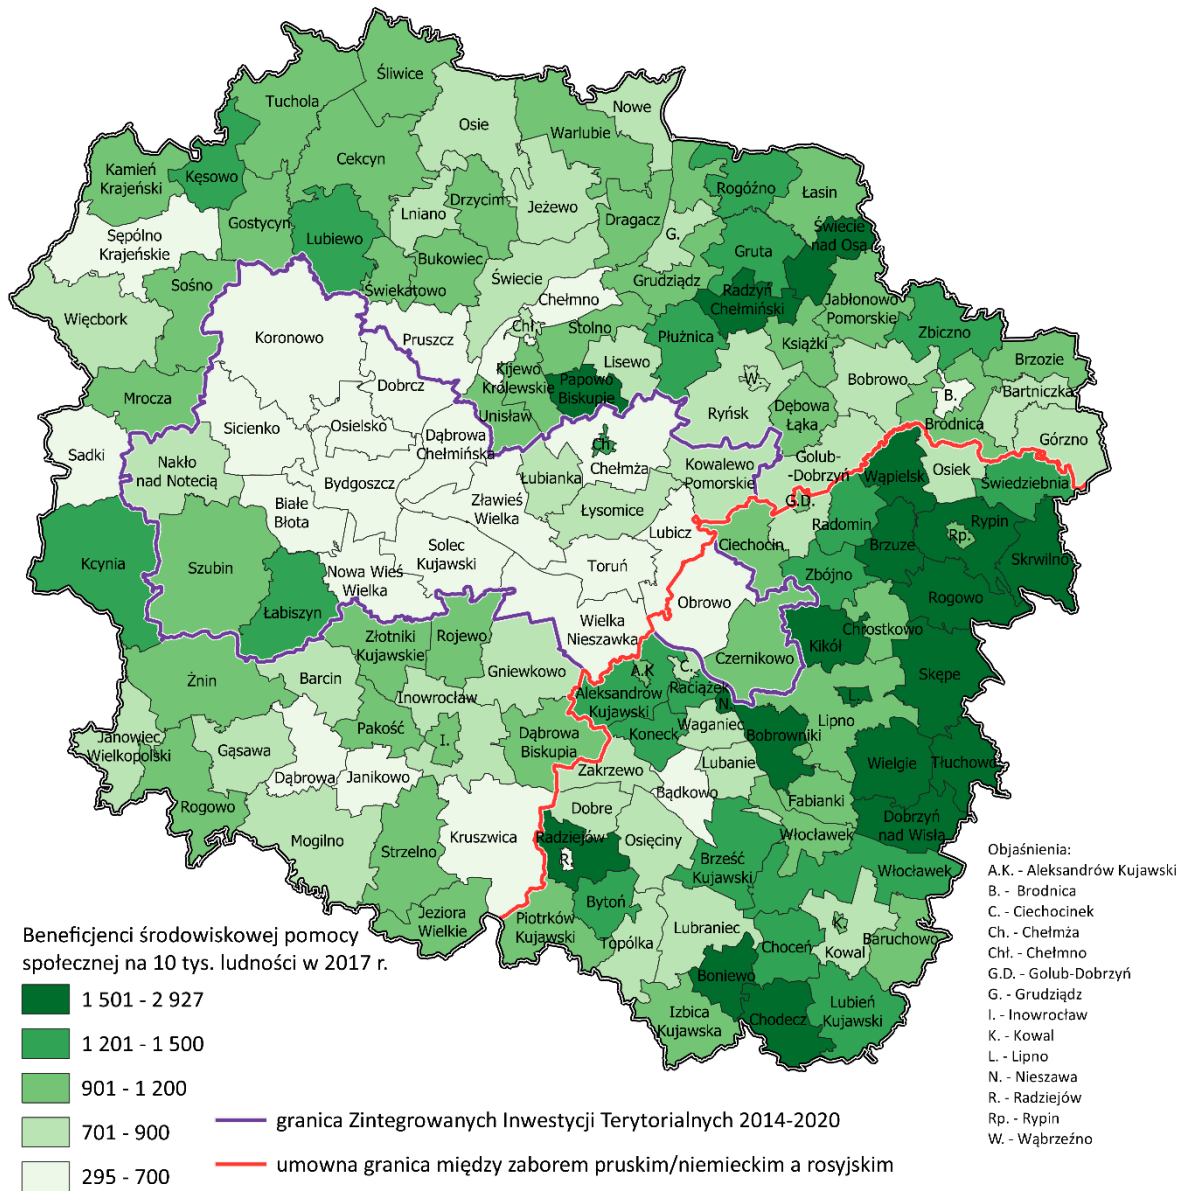 Śliwice
Tuchola
Nowe
Osie
Warlubie
Cekcyn
Kamień
Krajeński
Kęsowo
Rogóźno
Łasin
Drzycim
Jeżewo
Lniano
Dragacz
Gostycyn
G.
Świecie
nad Osą
Sępólno
Krajeńskie
Lubiewo
Gruta
Bukowiec
Świecie
Grudziądz
Sośno
Świekatowo
Radzyń
Chełmiński
Chełmno
Jabłonowo
Pomorskie
Więcbork
Chł.
Stolno
Zbiczno
Koronowo
Pruszcz
Płużnica
Książki
Lisewo
Brzozie
Kijewo
Królewskie
Papowo
Biskupie
W.
Bobrowo
Dobrcz
Bartniczka
B.
Mrocza
Unisław
Ryńsk
Dębowa
Łąka
Brodnica
Sicienko
Osielsko
Dąbrowa
Chełmińska
Górzno
Ch.
Sadki
Chełmża
Golub-
-Dobrzyń
Nakło
nad Notecią
Kowalewo
Pomorskie
Wąpielsk
Osiek
Łubianka
Świedziebnia
Bydgoszcz
Zławieś
Wielka
G.D.
Białe
Błota
Łysomice
Radomin
Rypin
Lubicz
Rp.
Ciechocin
Brzuze
Solec
Kujawski
Skrwilno
Kcynia
Szubin
Toruń
Nowa Wieś
Wielka
Zbójno
Rogowo
Obrowo
Łabiszyn
Wielka
Nieszawka
Chrostkowo
Złotniki
Kujawskie
Rojewo
Kikół
Czernikowo
Gniewkowo
Skępe
Żnin
Barcin
A.K
C.
Raciążek
Aleksandrów
Kujawski
Inowrocław
N.
L.
Pakość
Waganiec
Lipno
Janowiec
Wielkopolski
Gąsawa
I.
Dąbrowa
Biskupia
Koneck
Bobrowniki
Lubanie
Wielgie
Tłuchowo
Zakrzewo
Dąbrowa
Janikowo
Bądkowo
Fabianki
Rogowo
Dobre
Dobrzyń
nad Wisłą
Mogilno
Kruszwica
Radziejów
Osięciny
Włocławek
Strzelno
R.
Brześć
Kujawski
Włocławek
Bytoń
Jeziora
Wielkie
Piotrków
Kujawski
Lubraniec
K.
Topólka
Choceń
Kowal
Baruchowo
Boniewo
Izbica
Kujawska
Chodecz
Lubień
Kujawski
Objaśnienia:
A.K. - Aleksandrów Kujawski
B. - Brodnica
C. - Ciechocinek
Ch. - Chełmża
Chł. - Chełmno
G.D. - Golub-Dobrzyń
G. - Grudziądz
I. - Inowrocław
K. - Kowal
L. - Lipno
N. - Nieszawa
R. - Radziejów
Rp. - Rypin
W. - Wąbrzeźno
Beneficjenci środowiskowej pomocy
społecznej na 10 tys. ludności w 2017 r.
1 501 - 2 927
1 201 - 1 500
901 - 1 200
701 - 900
295 - 700
granica Zintegrowanych Inwestycji Terytorialnych 2014-2020
umowna granica między zaborem pruskim/niemieckim a rosyjskim